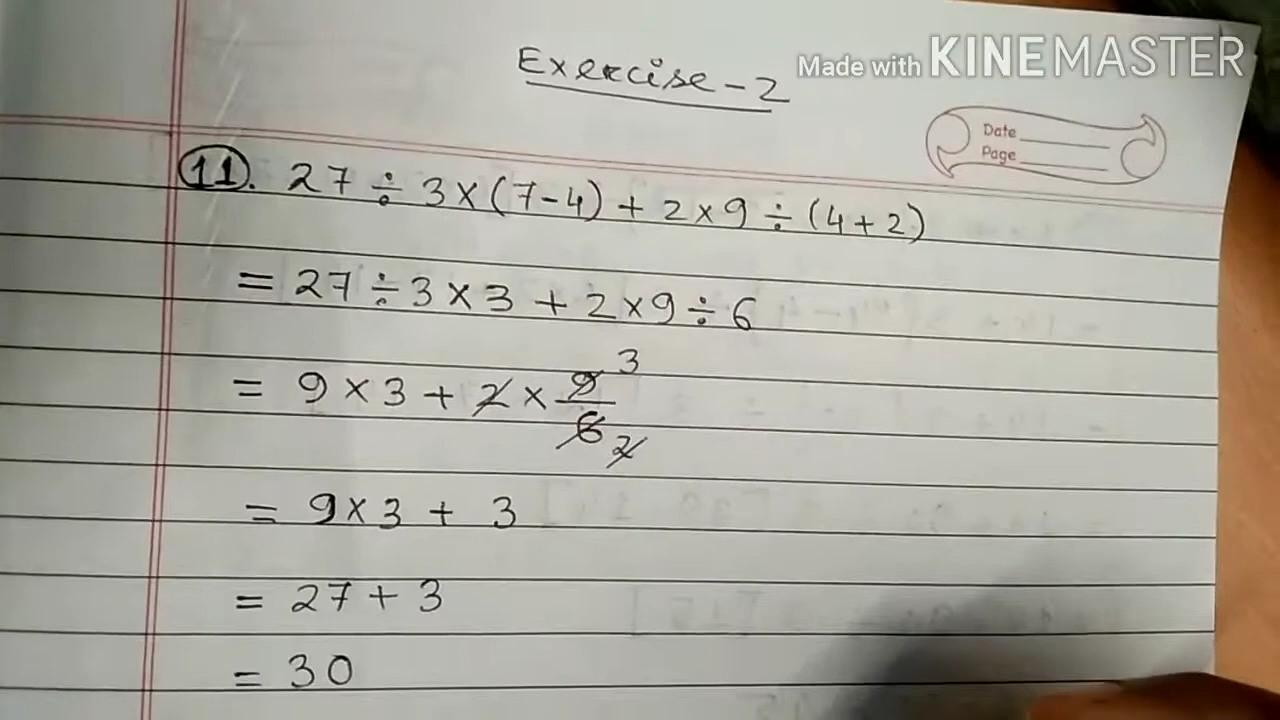 Exercise-2
Made with KINEMASTER
Date
Page
11. 27 ÷ 3 × (7-4) + 2 × 9 ÷ (4+2)
= 27 ÷ 3 × 3 + 2 × 9 ÷ 6
= 9 × 3 + 2 × 9/6 3 2
= 9 × 3 + 3
= 27 + 3
= 30